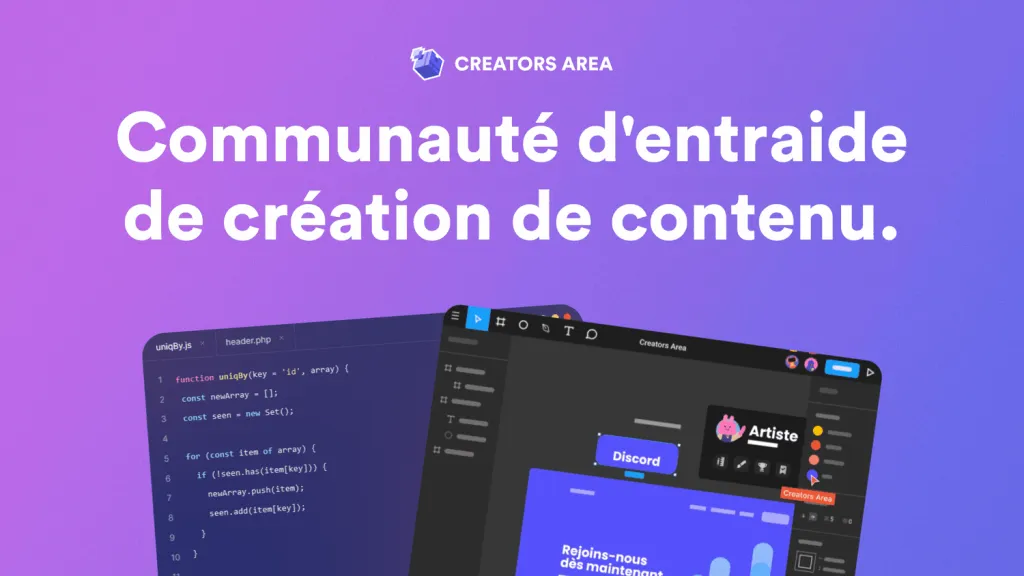 CREATORS AREA
Communauté d'entraide
de création de contenu.
uniqBy.js
header.php
1 function uniqBy(key = 'id', array) {
2 const newArray = [];
3 const seen = new Set();
4
5 for (const item of array) {
6 if (!seen.has(item[key])) {
7 newArray.push(item);
8 seen.add(item[key]);
9 }
10 }
Creators Area
Artiste
Discord
Creators Area
Rejoins-nous
dès maintenant